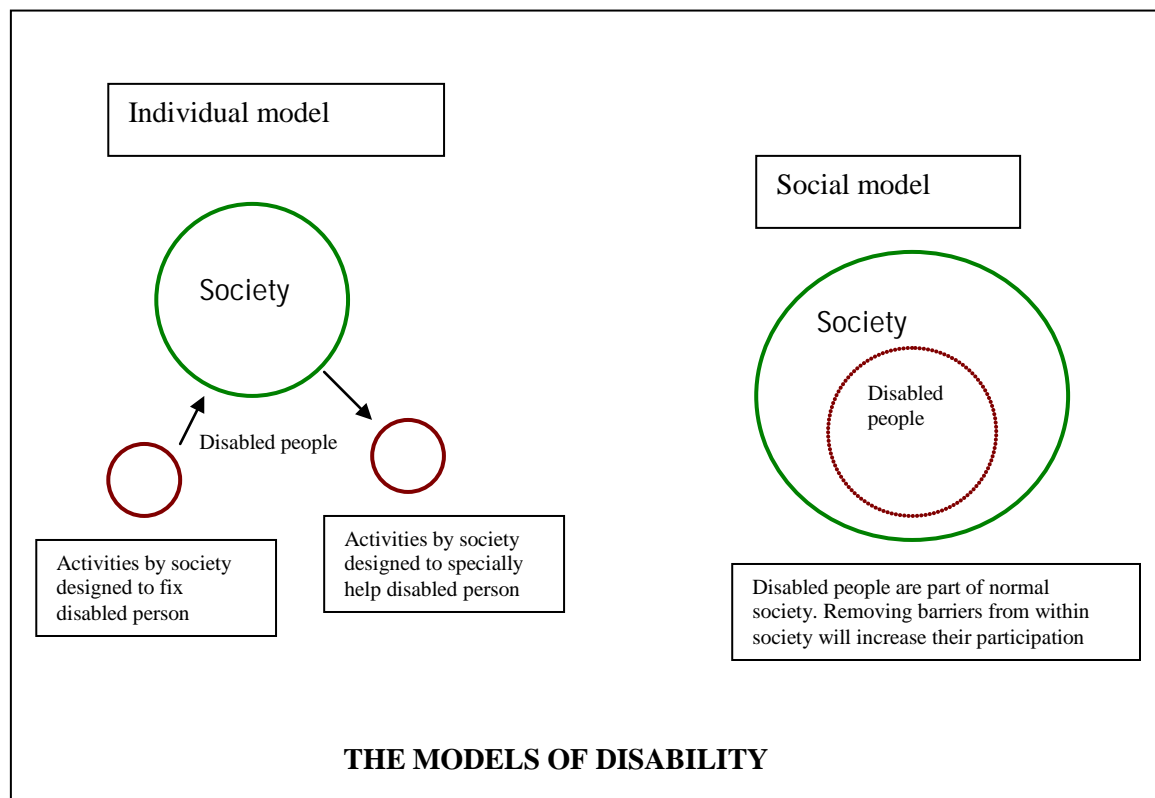 Individual model
Society
Disabled people
Activities by society
designed to fix
disabled person
Activities by society
designed to specially
help disabled person
Social model
Society
Disabled
people
Disabled people are part of normal
society. Removing barriers from within
society will increase their participation
THE MODELS OF DISABILITY